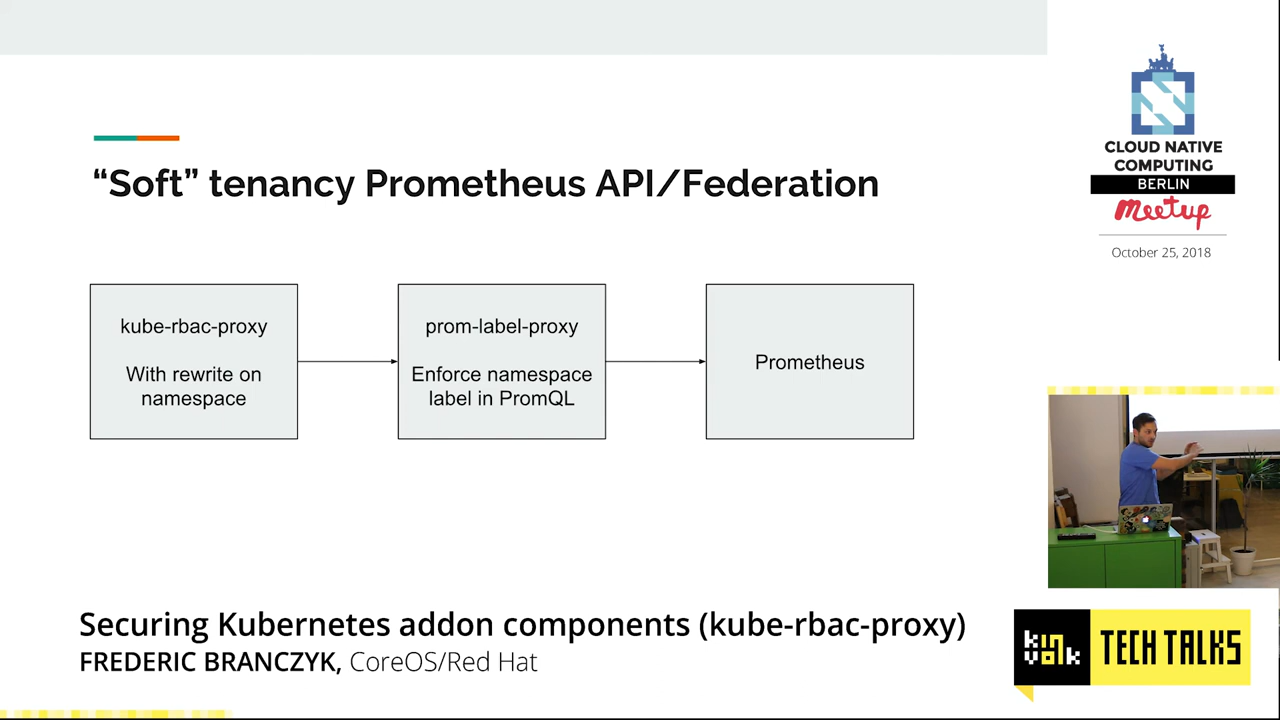 “Soft” tenancy Prometheus API/Federation
kube-rbac-proxy
With rewrite on
namespace
prom-label-proxy
Enforce namespace
label in PromQL
Prometheus
CLOUD NATIVE
COMPUTING
BERLIN
meetup
October 25, 2018
Securing Kubernetes addon components (kube-rbac-proxy)
FREDERIC BRANCZYK, CoreOS/Red Hat
kinvolk
TECH TALKS